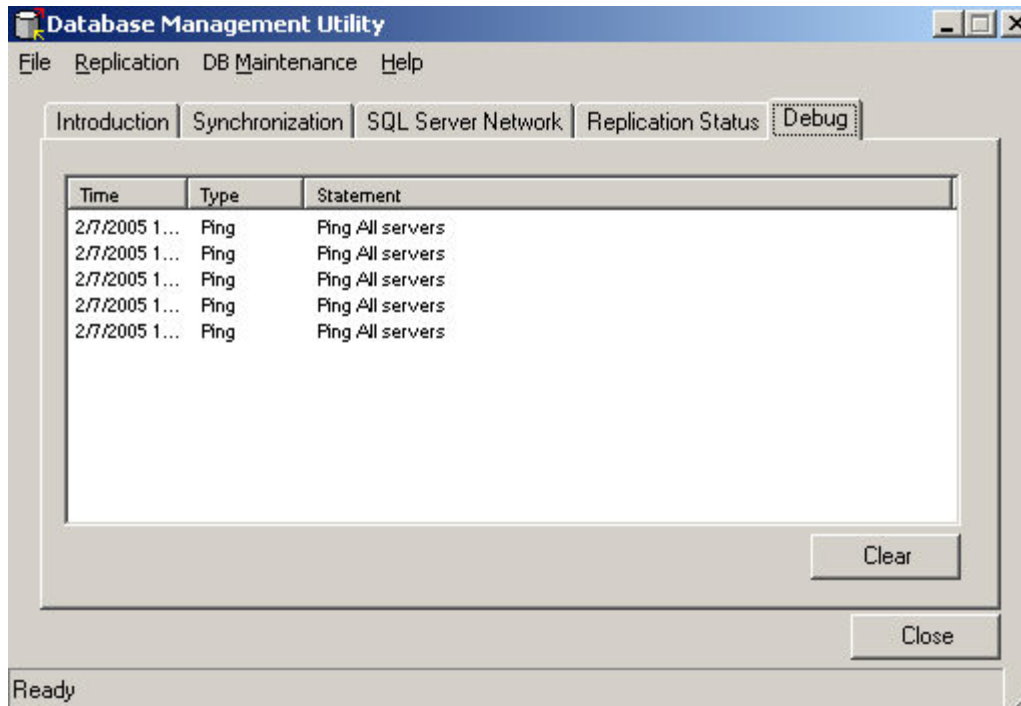 Database Management Utility
File Replication DB Maintenance Help
Introduction Synchronization SQL Server Network Replication Status Debug
Time Type Statement
2/7/2005 1... Ping Ping All servers
2/7/2005 1... Ping Ping All servers
2/7/2005 1... Ping Ping All servers
2/7/2005 1... Ping Ping All servers
2/7/2005 1... Ping Ping All servers
Clear
Close
Ready